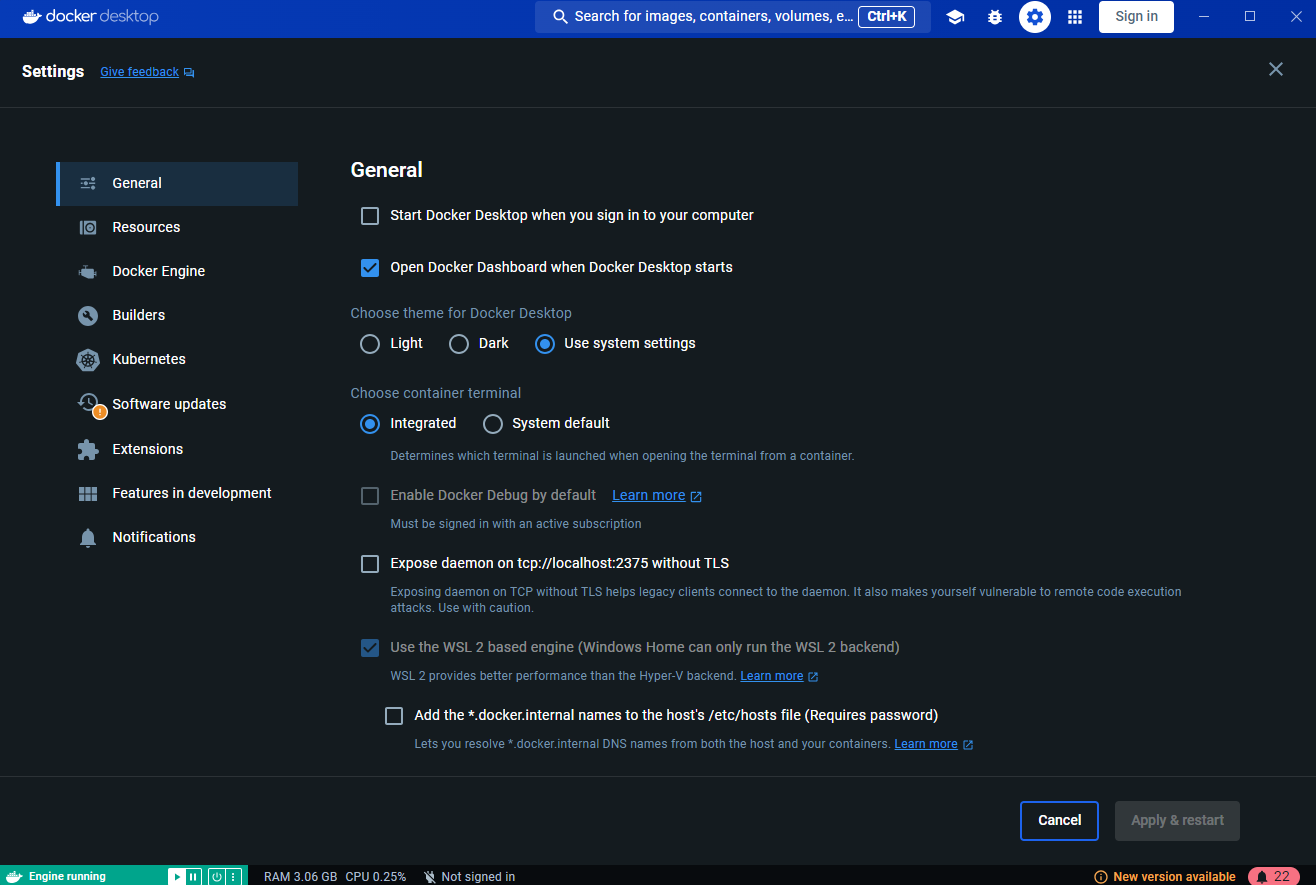 docker desktop
Search for images, containers, volumes, e... Ctrl+K
Sign in
Settings Give feedback
General
Resources
Docker Engine
Builders
Kubernetes
Software updates
Extensions
Features in development
Notifications
General
Start Docker Desktop when you sign in to your computer
Open Docker Dashboard when Docker Desktop starts
Choose theme for Docker Desktop
Light Dark Use system settings
Choose container terminal
Integrated System default
Determines which terminal is launched when opening the terminal from a container.
Enable Docker Debug by default Learn more
Must be signed in with an active subscription
Expose daemon on tcp://localhost:2375 without TLS
Exposing daemon on TCP without TLS helps legacy clients connect to the daemon. It also makes yourself vulnerable to remote code execution
attacks. Use with caution.
Use the WSL 2 based engine (Windows Home can only run the WSL 2 backend)
WSL 2 provides better performance than the Hyper-V backend. Learn more
Add the *.docker.internal names to the host's /etc/hosts file (Requires password)
Lets you resolve *.docker.internal DNS names from both the host and your containers. Learn more
Cancel Apply & restart
Engine running RAM 3.06 GB CPU 0.25% Not signed in New version available 22